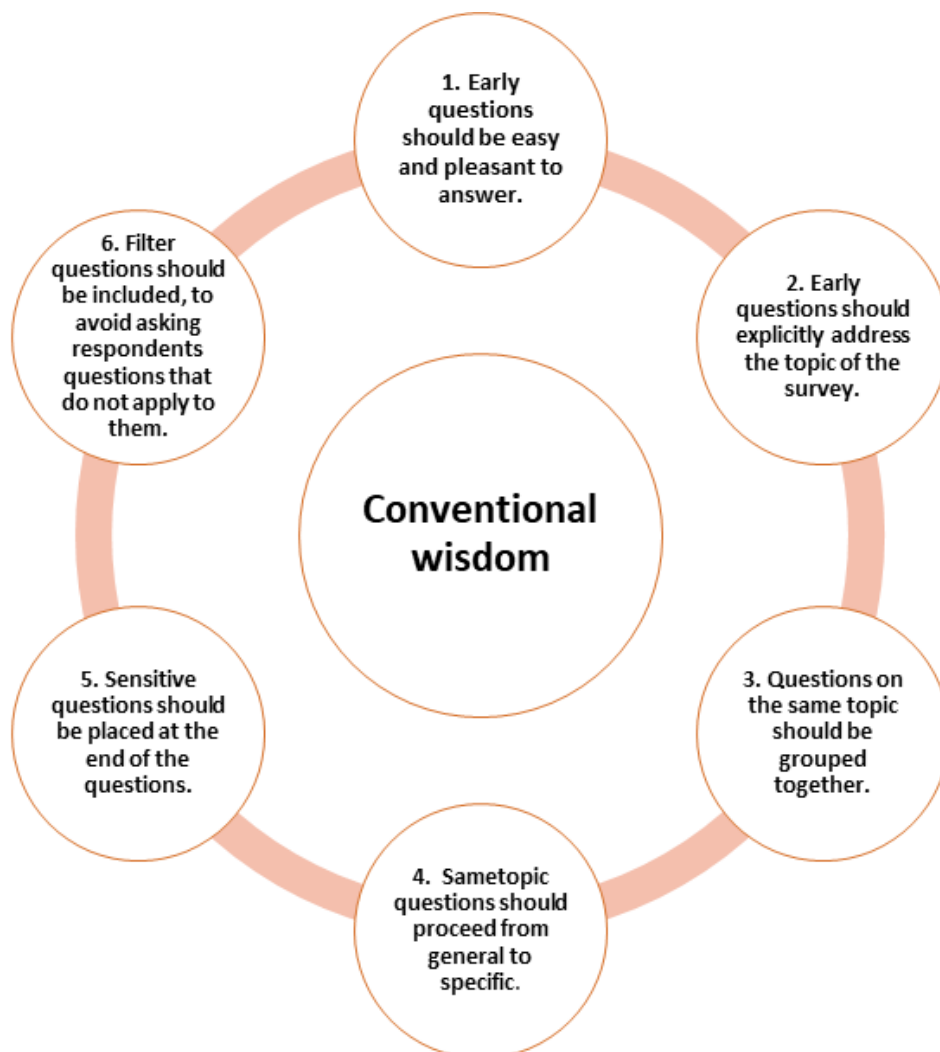 1. Early
questions
should be easy
and pleasant to
answer.
2. Early
questions should
explicitly address
the topic of the
survey.
3. Questions on
the same topic
should be
grouped
together.
4. Sametopic
questions should
proceed from
general to
specific.
5. Sensitive
questions should
be placed at the
end of the
questions.
6. Filter
questions should
be included, to
avoid asking
respondents
questions that
do not apply to
them.
Conventional
wisdom